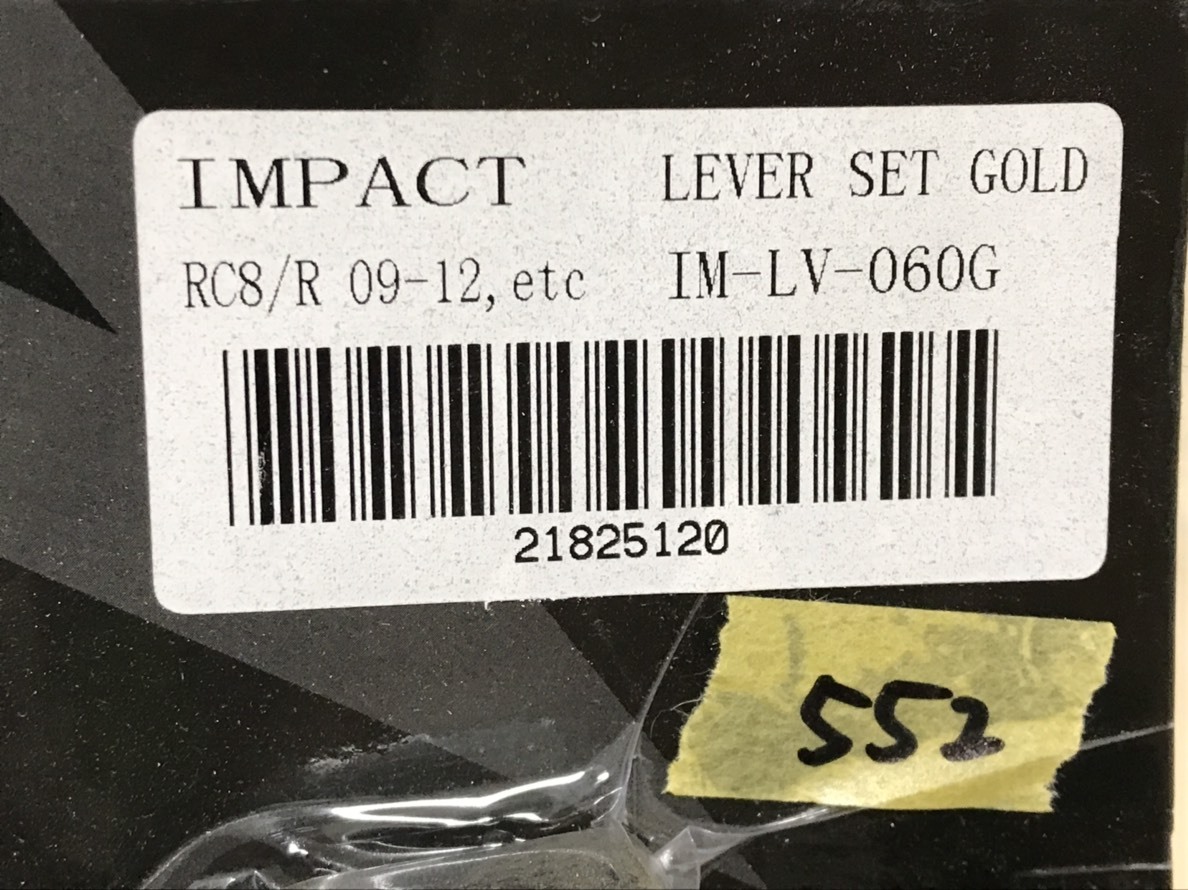 IMPACT LEVER SET GOLD
RC8/R 09-12,etc IM-LV-060G
21825120
552